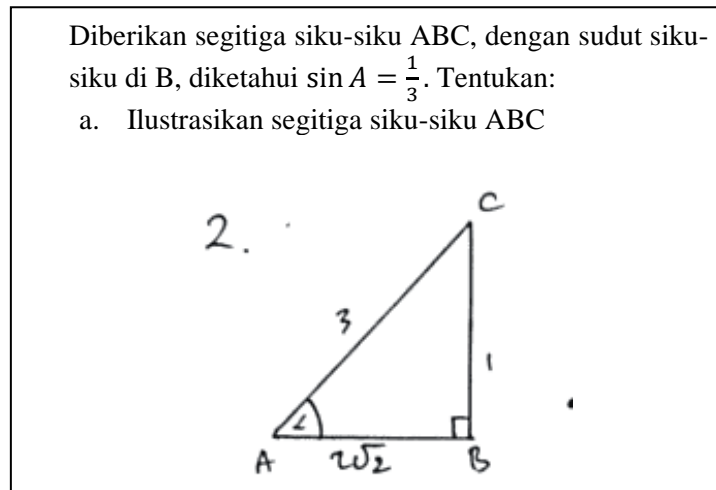 Diberikan segitiga siku-siku ABC, dengan sudut siku-
siku di B, diketahui sin A = 1/3. Tentukan:
a. Ilustrasikan segitiga siku-siku ABC
2.
C
3
1
A
2√2
B